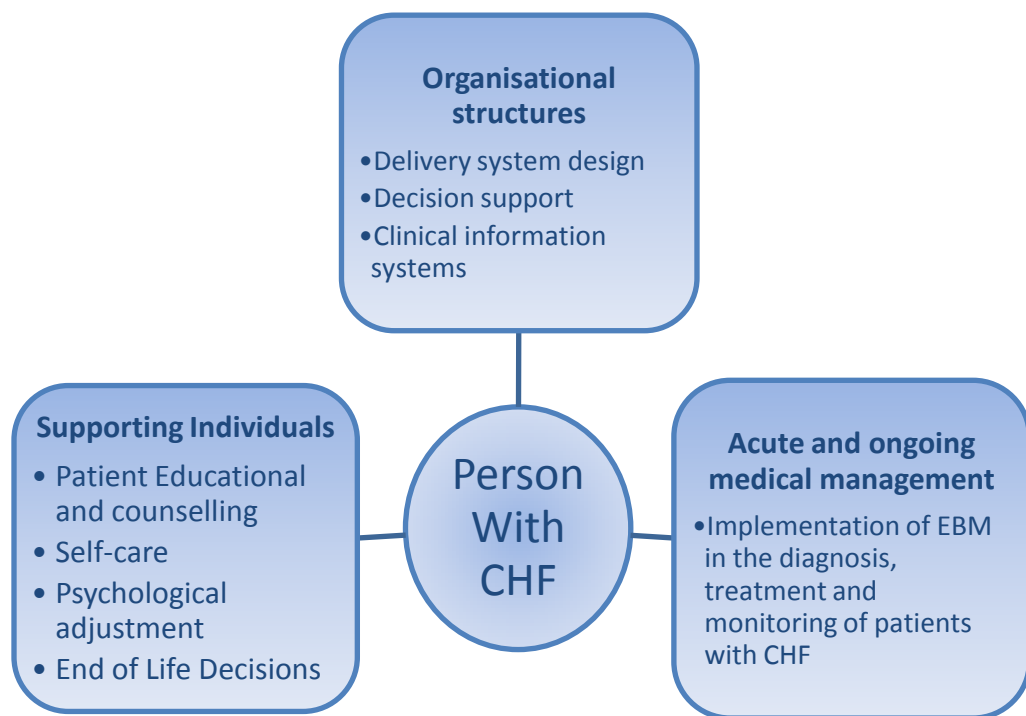 Organisational
structures
•Delivery system design
•Decision support
•Clinical information
systems
Supporting Individuals
• Patient Educational
and counselling
• Self-care
• Psychological
adjustment
• End of Life Decisions
Person
With
CHF
Acute and ongoing
medical management
•Implementation of EBM
in the diagnosis,
treatment and
monitoring of patients
with CHF